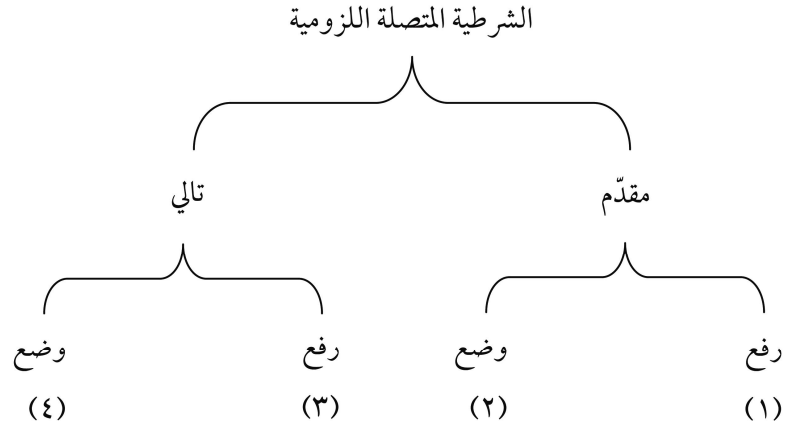 الشرطية المتصلة اللزومية
مقدّم تالي
رفع وضع رفع وضع
(١) (٢) (٣) (٤)